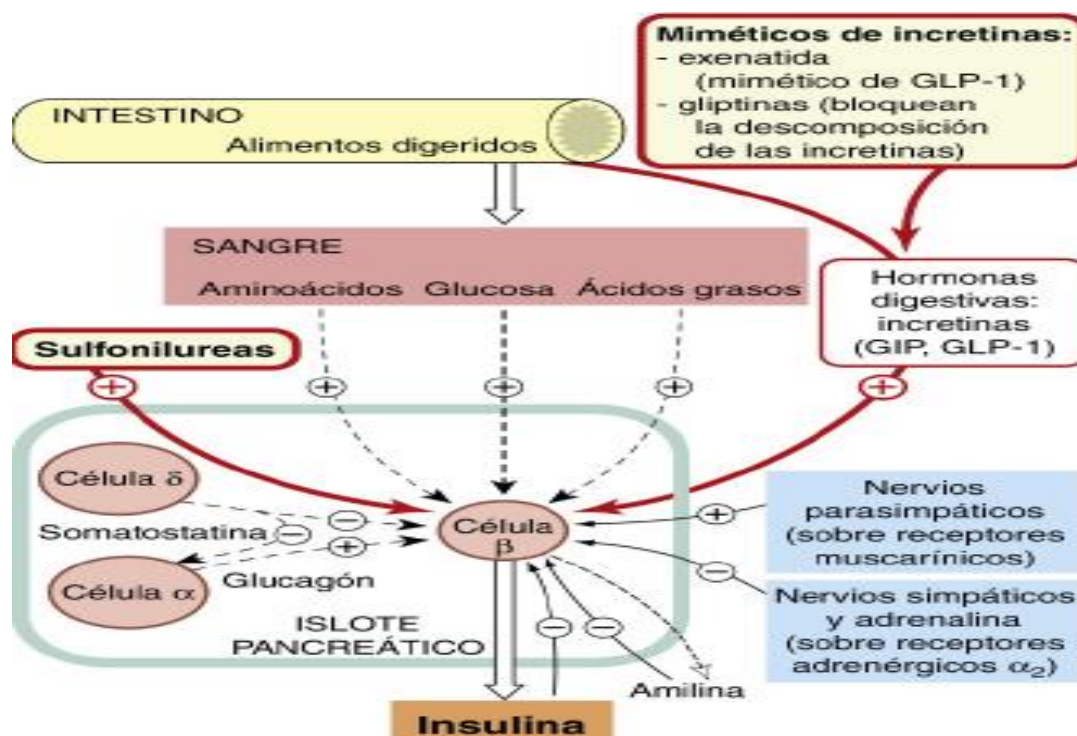 Miméticos de incretinas:
- exenatida
(mimético de GLP-1)
- gliptinas (bloquean
la descomposición
de las incretinas)
INTESTINO
Alimentos digeridos
SANGRE
Aminoácidos Glucosa Ácidos grasos
Hormonas
digestivas:
incretinas
(GIP, GLP-1)
Sulfonilureas
+
+
+
+
+
Célula δ
Somatostatina
−
−
+
Célula α
Glucagón
Célula
β
ISLOTE
PANCREÁTICO
+
Nervios
parasimpáticos
(sobre receptores
muscarínicos)
−
Nervios simpáticos
y adrenalina
(sobre receptores
adrenérgicos α₂)
−
−
Amilina
Insulina